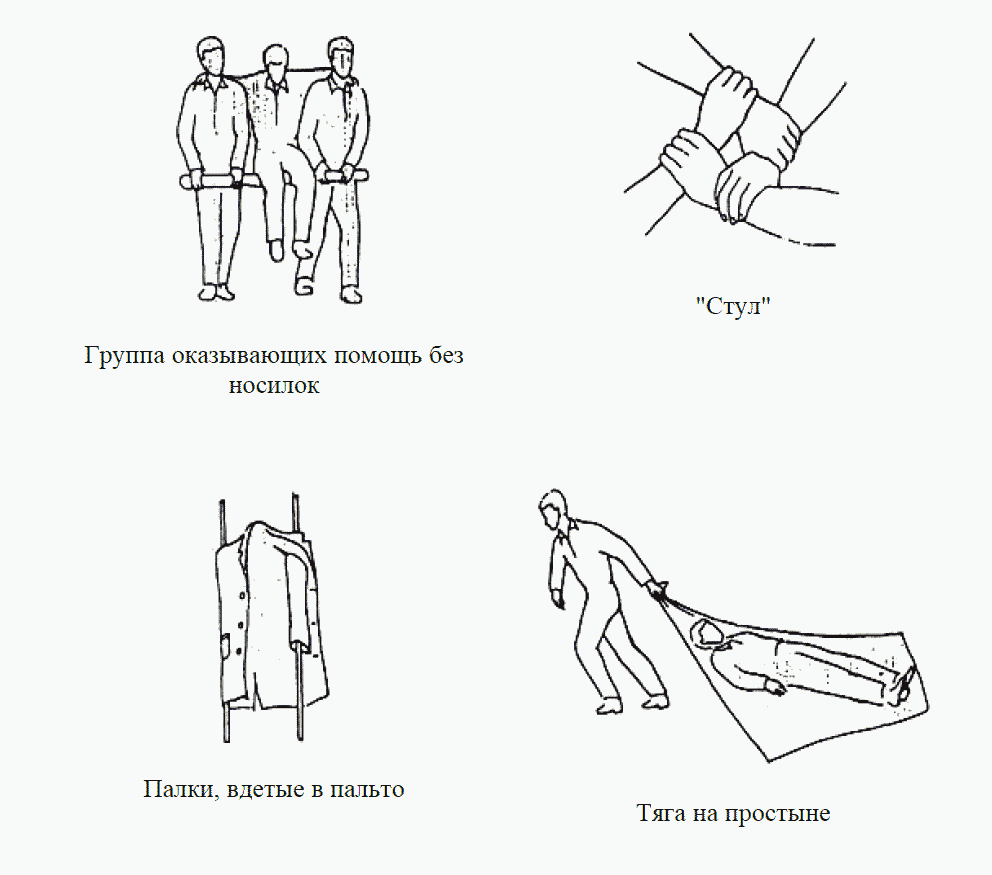 Группа оказывающих помощь без
носилок
"Стул"
Палки, вдетые в пальто
Тяга на простыне